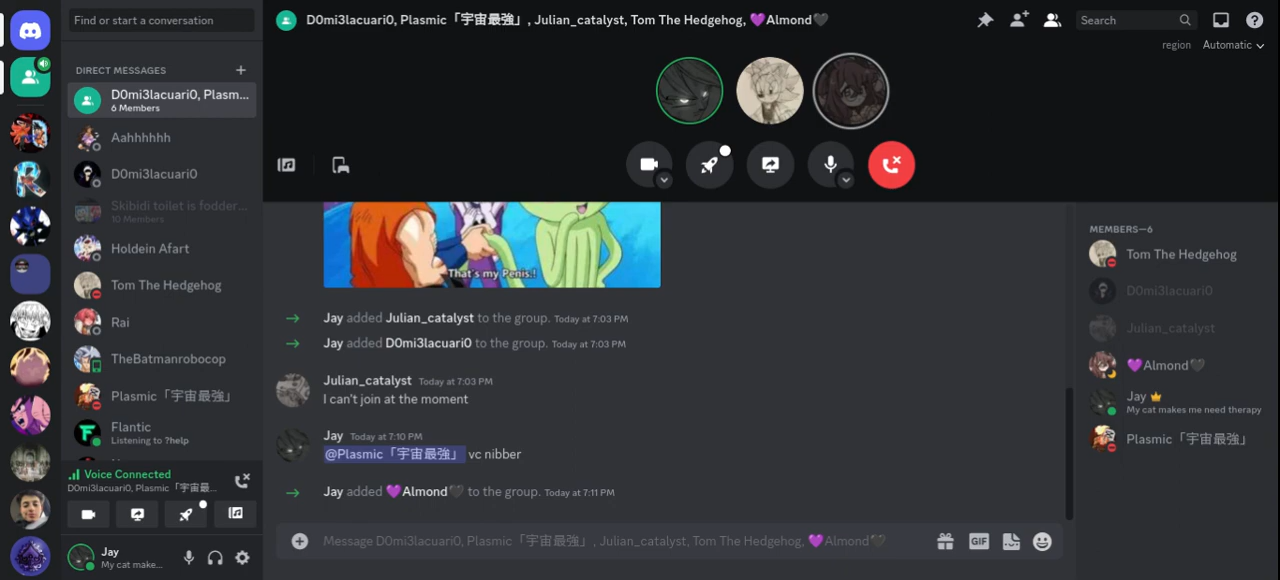 Find or start a conversation
D0mi3lacuari0, Plasmic「宇宙最強」, Julian_catalyst, Tom The Hedgehog, 💜Almond🖤
Search
region Automatic
DIRECT MESSAGES
D0mi3lacuari0, Plasm...
6 Members
Aahhhhhh
D0mi3lacuari0
Skibidi toilet is fodder...
10 Members
Holdein Afart
Tom The Hedgehog
Rai
TheBatmanrobocop
Plasmic「宇宙最強」
Flantic
Listening to ?help
Voice Connected
D0mi3lacuari0, Plasmic「宇宙最...
Jay
My cat make...
That's my Penis.!
Jay added Julian_catalyst to the group. Today at 7:03 PM
Jay added D0mi3lacuari0 to the group. Today at 7:03 PM
Julian_catalyst Today at 7:03 PM
I can't join at the moment
Jay Today at 7:10 PM
@Plasmic「宇宙最強」 vc nibber
Jay added 💜Almond🖤 to the group. Today at 7:11 PM
Message D0mi3lacuari0, Plasmic「宇宙最強」, Julian_catalyst, Tom The Hedgehog, 💜Almond🖤
GIF
MEMBERS—6
Tom The Hedgehog
D0mi3lacuari0
Julian_catalyst
💜Almond🖤
Jay
My cat makes me need therapy
Plasmic「宇宙最強」